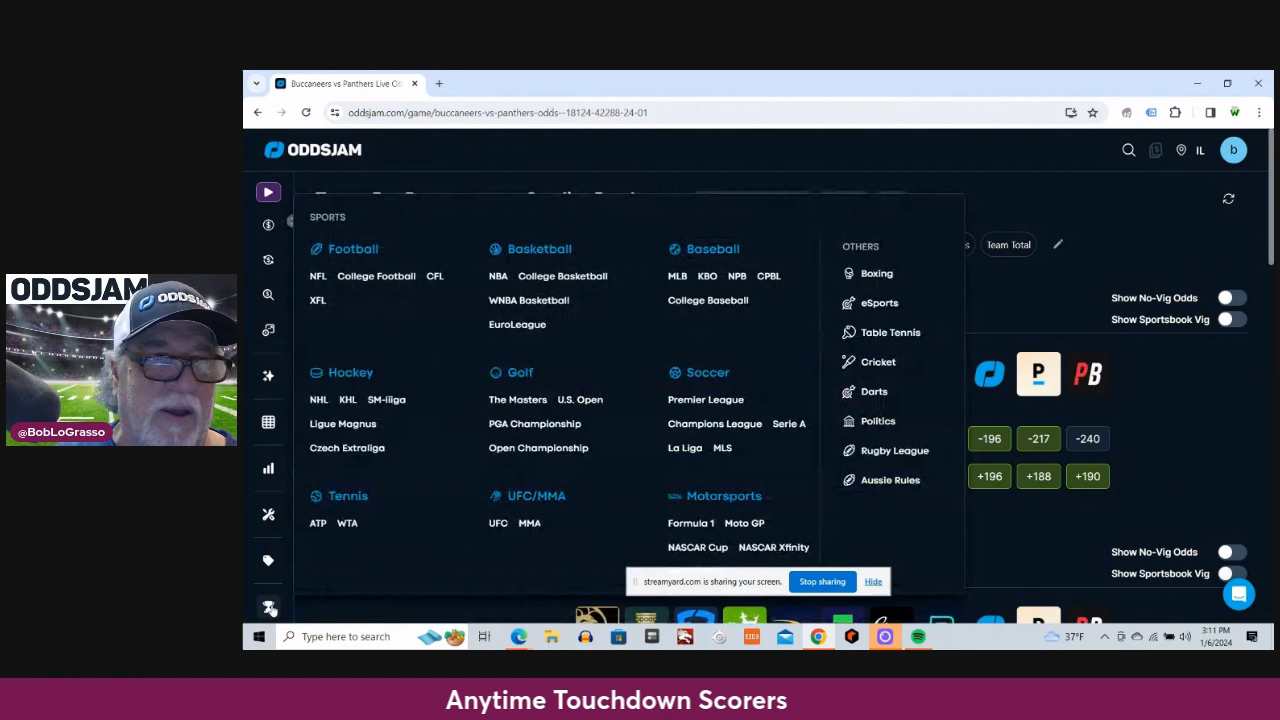 Buccaneers vs Panthers Live Od
oddsjam.com/game/buccaneers-vs-panthers-odds--18124-42288-24-01
ODDSJAM
IL
b
SPORTS
Football
NFL College Football CFL
XFL
Basketball
NBA College Basketball
WNBA Basketball
EuroLeague
Baseball
MLB KBO NPB CPBL
College Baseball
Hockey
NHL KHL SM-liiga
Ligue Magnus
Czech Extraliga
Golf
The Masters U.S. Open
PGA Championship
Open Championship
Soccer
Premier League
Champions League Serie A
La Liga MLS
Tennis
ATP WTA
UFC/MMA
UFC MMA
Motorsports
Formula 1 Moto GP
NASCAR Cup NASCAR Xfinity
OTHERS
Boxing
eSports
Table Tennis
Cricket
Darts
Politics
Rugby League
Aussie Rules
s Team Total
Show No-Vig Odds
Show Sportsbook Vig
P PB
-196 -217 -240
+196 +188 +190
Show No-Vig Odds
Show Sportsbook Vig
streamyard.com is sharing your screen. Stop sharing Hide
Type here to search
37°F
3:11 PM
1/6/2024
ODDSJAM
ODDSJAM
@BobLoGrasso
Anytime Touchdown Scorers